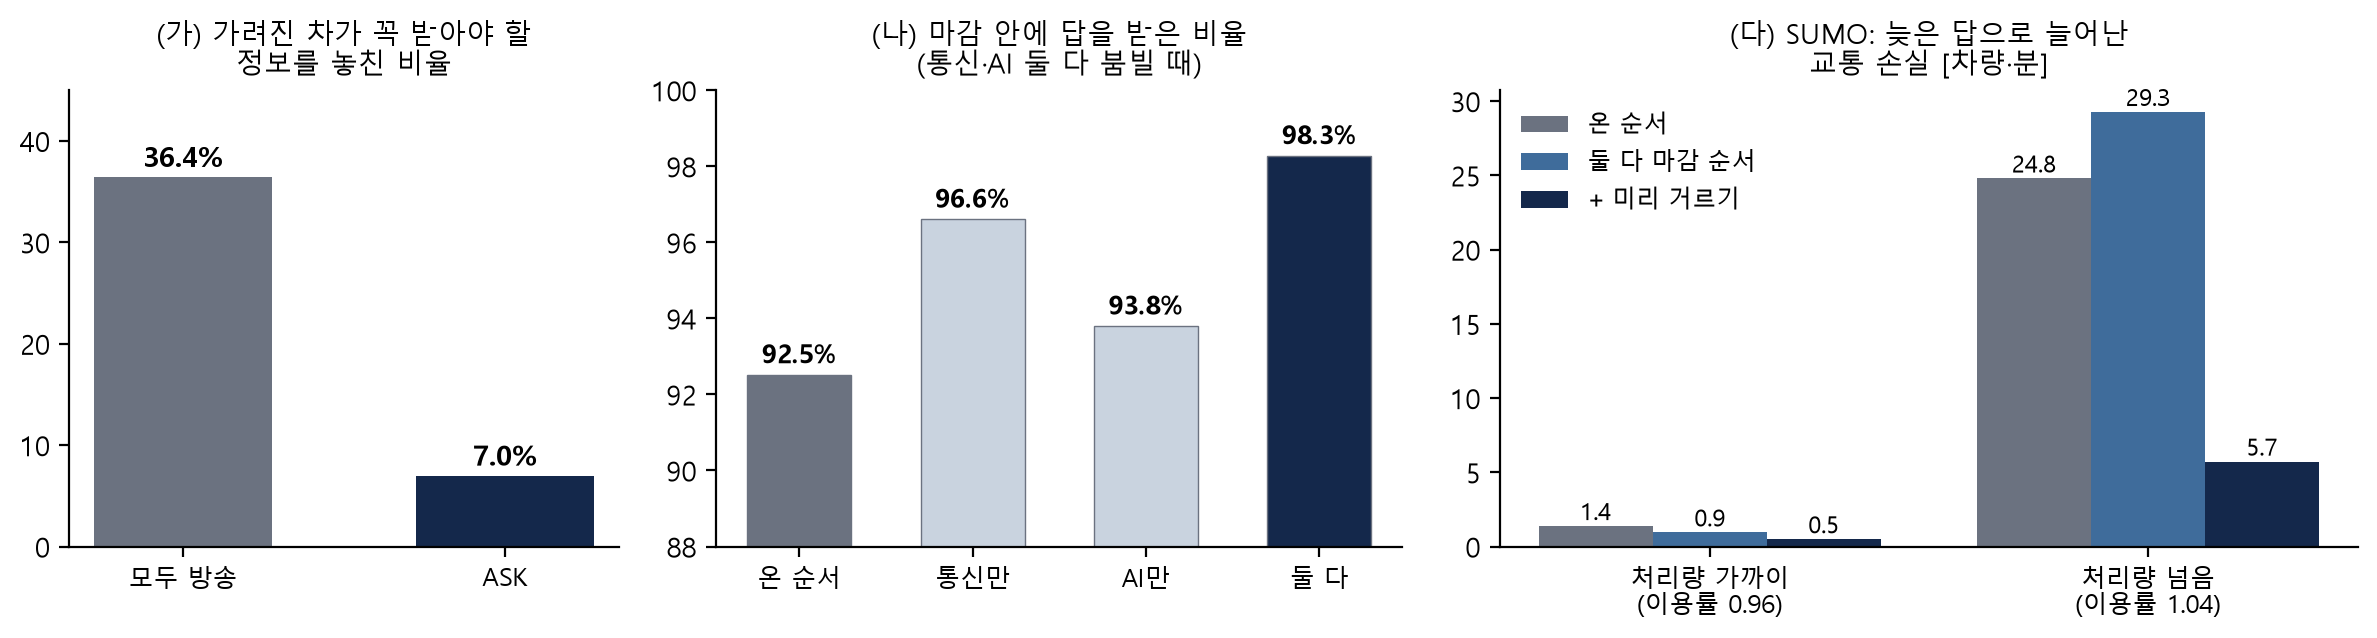 (가) 가려진 차가 꼭 받아야 할
정보를 놓친 비율
40
30
20
10
0
36.4%
7.0%
모두 방송
ASK
(나) 마감 안에 답을 받은 비율
(통신·AI 둘 다 붐빌 때)
100
98
96
94
92
90
88
92.5%
96.6%
93.8%
98.3%
온 순서
통신만
AI만
둘 다
(다) SUMO: 늦은 답으로 늘어난
교통 손실 [차량·분]
30
25
20
15
10
5
0
온 순서
둘 다 마감 순서
+ 미리 거르기
1.4
0.9
0.5
24.8
29.3
5.7
처리량 가까이
(이용률 0.96)
처리량 넘음
(이용률 1.04)